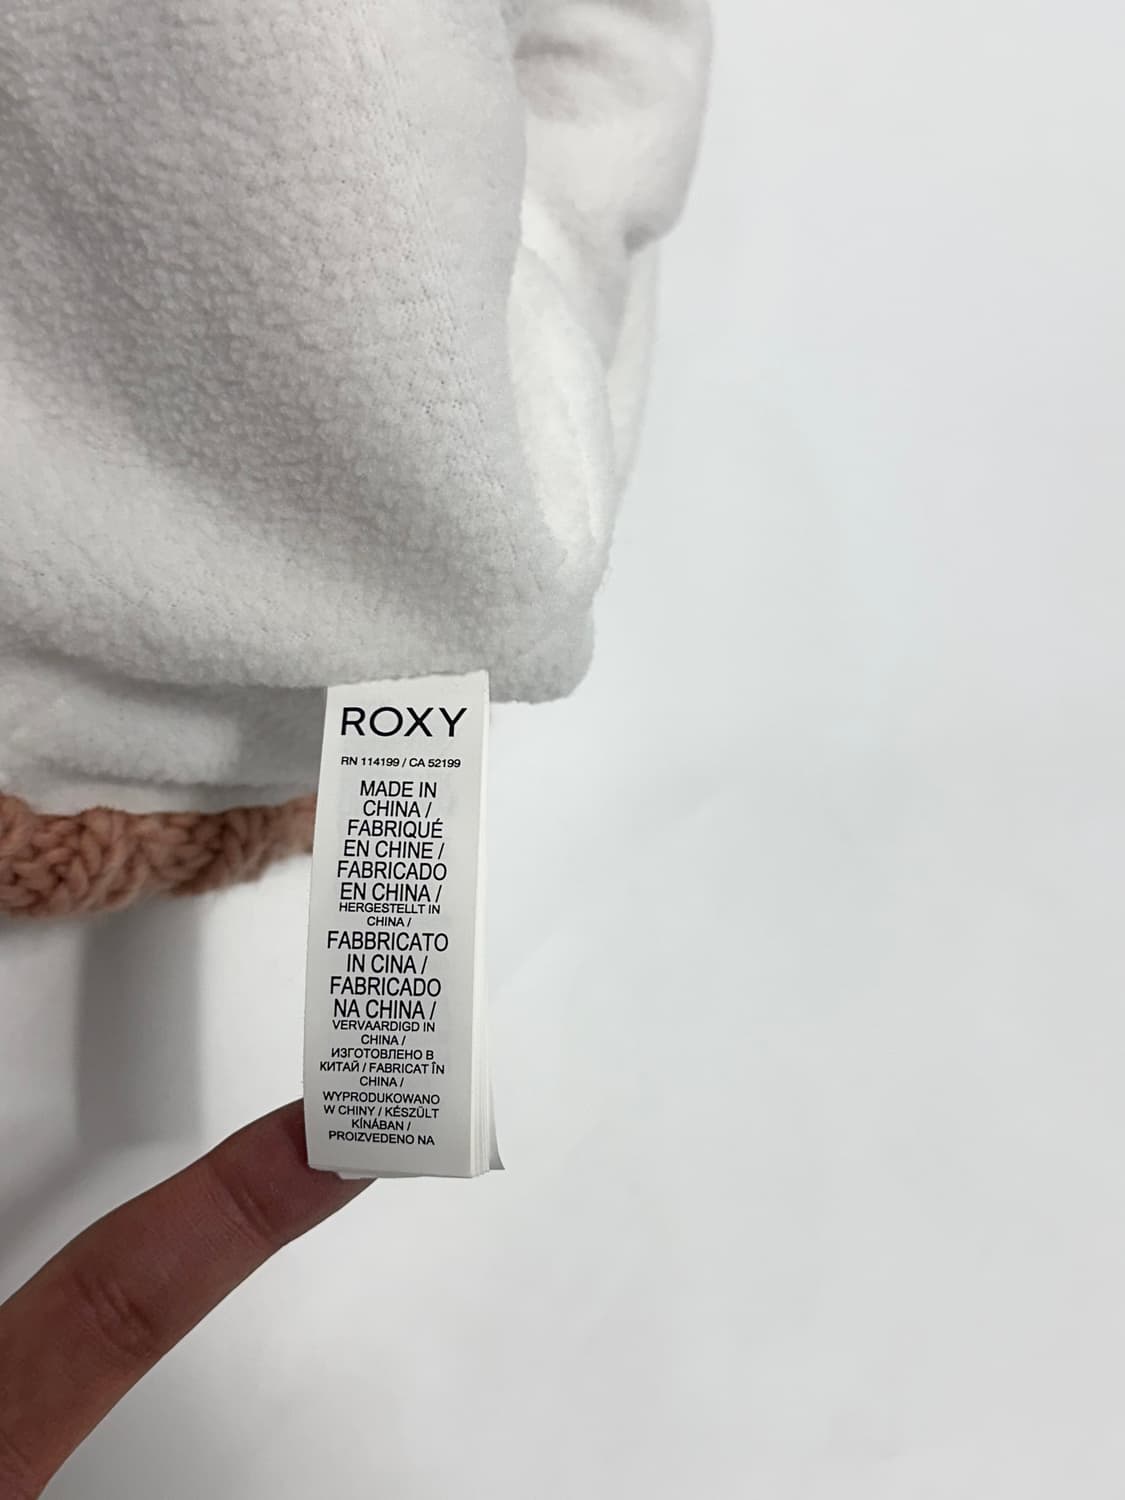 ROXY
RN 114199 / CA 52199
MADE IN
CHINA /
FABRIQUÉ
EN CHINE /
FABRICADO
EN CHINA /
HERGESTELLT IN
CHINA /
FABBRICATO
IN CINA /
FABRICADO
NA CHINA /
VERVAARDIGD IN
CHINA /
ИЗГОТОВЛЕНО В
КИТАЙ / FABRICAT ÎN
CHINA /
WYPRODUKOWANO
W CHINY / KÉSZÜLT
KÍNÁBAN /
PROIZVEDENO NA